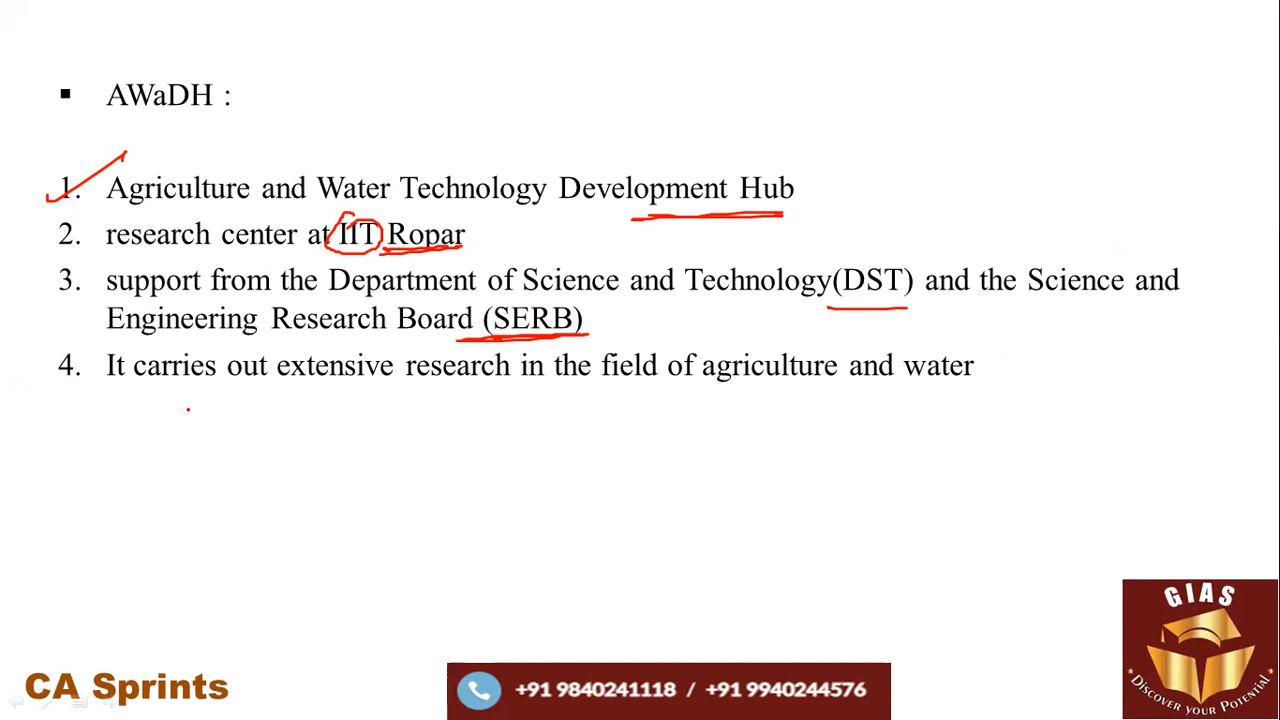 ▪ AWaDH :
1. Agriculture and Water Technology Development Hub
2. research center at IIT Ropar
3. support from the Department of Science and Technology(DST) and the Science and
Engineering Research Board (SERB)
4. It carries out extensive research in the field of agriculture and water
GIAS
DISCOVER YOUR POTENTIAL
CA Sprints
+91 9840241118 / +91 9940244576